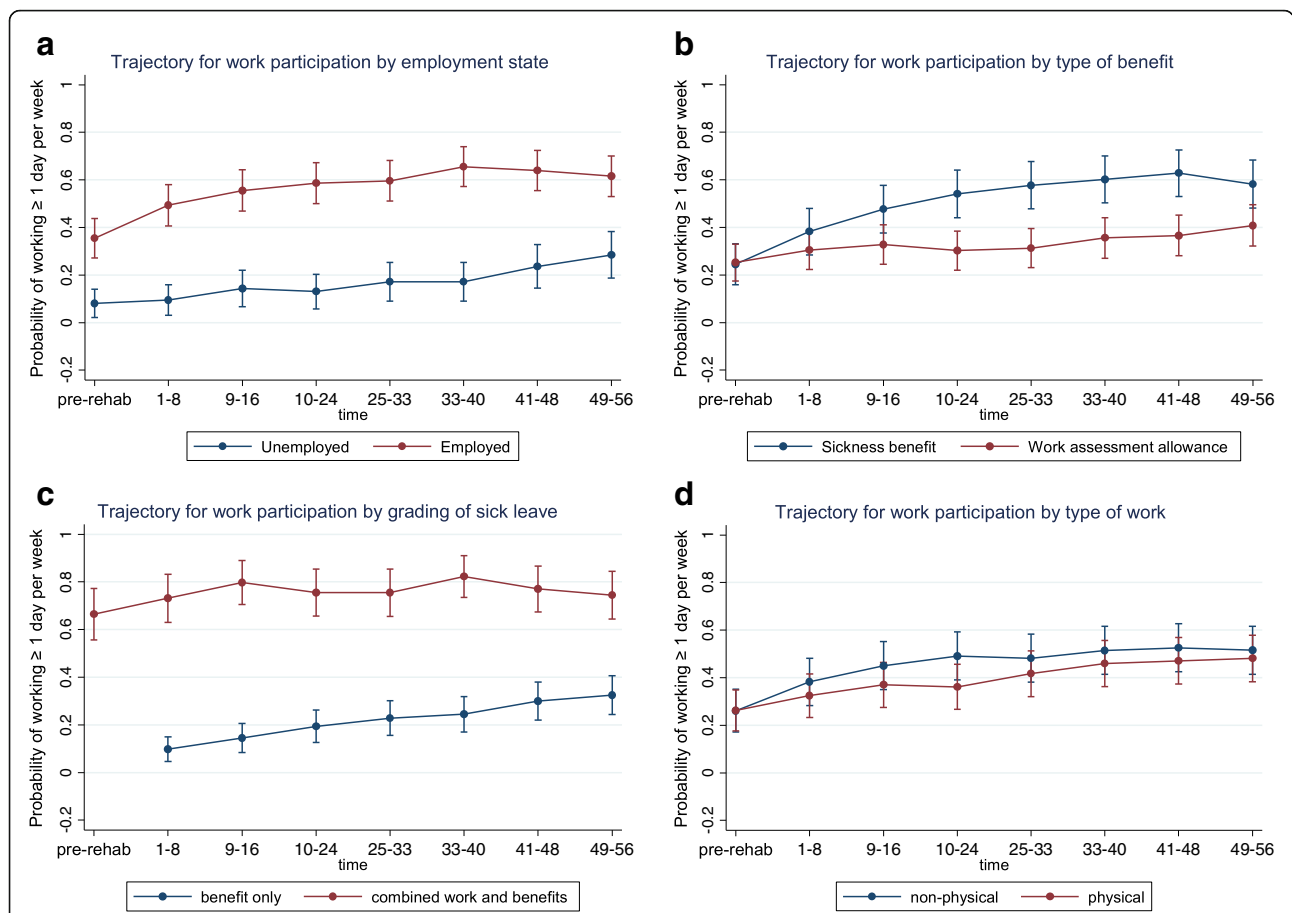 a
Trajectory for work participation by employment state
Probability of working ≥ 1 day per week
1
0.8
0.6
0.4
0.2
0
-0.2
pre-rehab 1-8 9-16 10-24 25-33 33-40 41-48 49-56
time
Unemployed Employed
b
Trajectory for work participation by type of benefit
Probability of working ≥ 1 day per week
1
0.8
0.6
0.4
0.2
0
-0.2
pre-rehab 1-8 9-16 10-24 25-33 33-40 41-48 49-56
time
Sickness benefit Work assessment allowance
c
Trajectory for work participation by grading of sick leave
Probability of working ≥ 1 day per week
1
0.8
0.6
0.4
0.2
0
-0.2
pre-rehab 1-8 9-16 10-24 25-33 33-40 41-48 49-56
time
benefit only combined work and benefits
d
Trajectory for work participation by type of work
Probability of working ≥ 1 day per week
1
0.8
0.6
0.4
0.2
0
-0.2
pre-rehab 1-8 9-16 10-24 25-33 33-40 41-48 49-56
time
non-physical physical